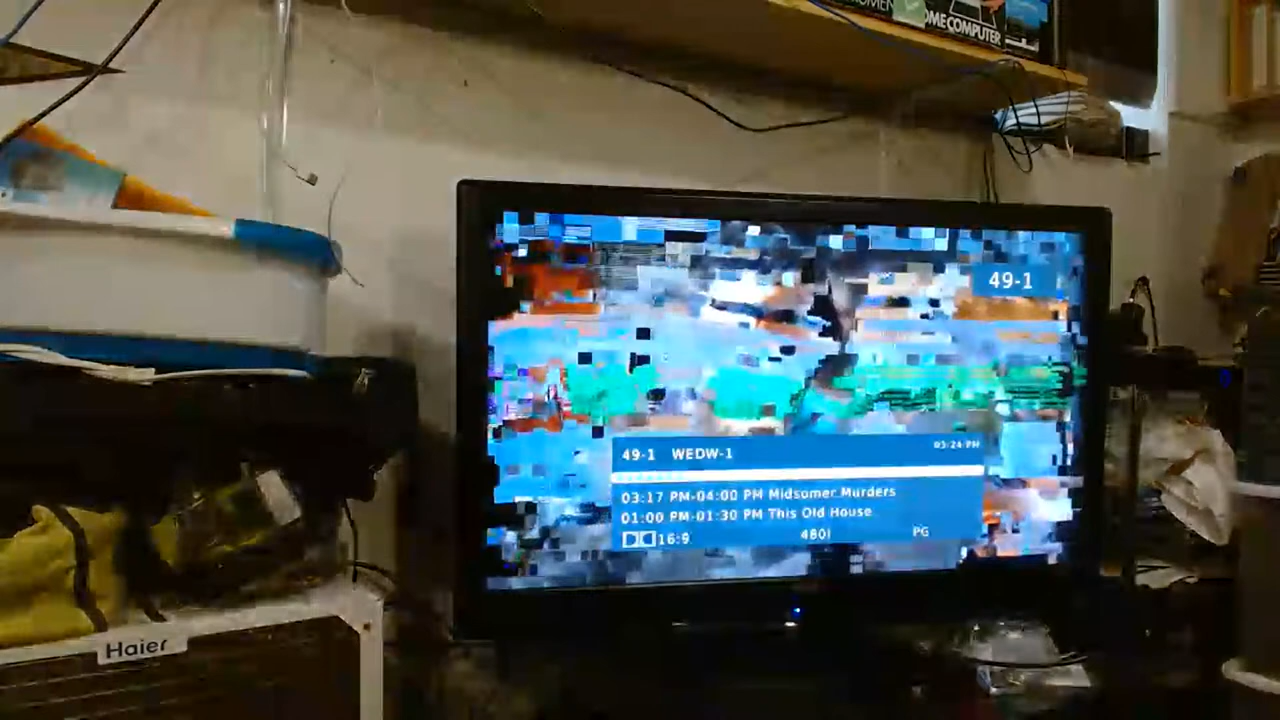 OME COMPUTER
49-1
49-1 WEDW-1 03:24 PM
03:17 PM-04:00 PM Midsomer Murders
01:00 PM-01:30 PM This Old House
16:9 480I PG
Haier